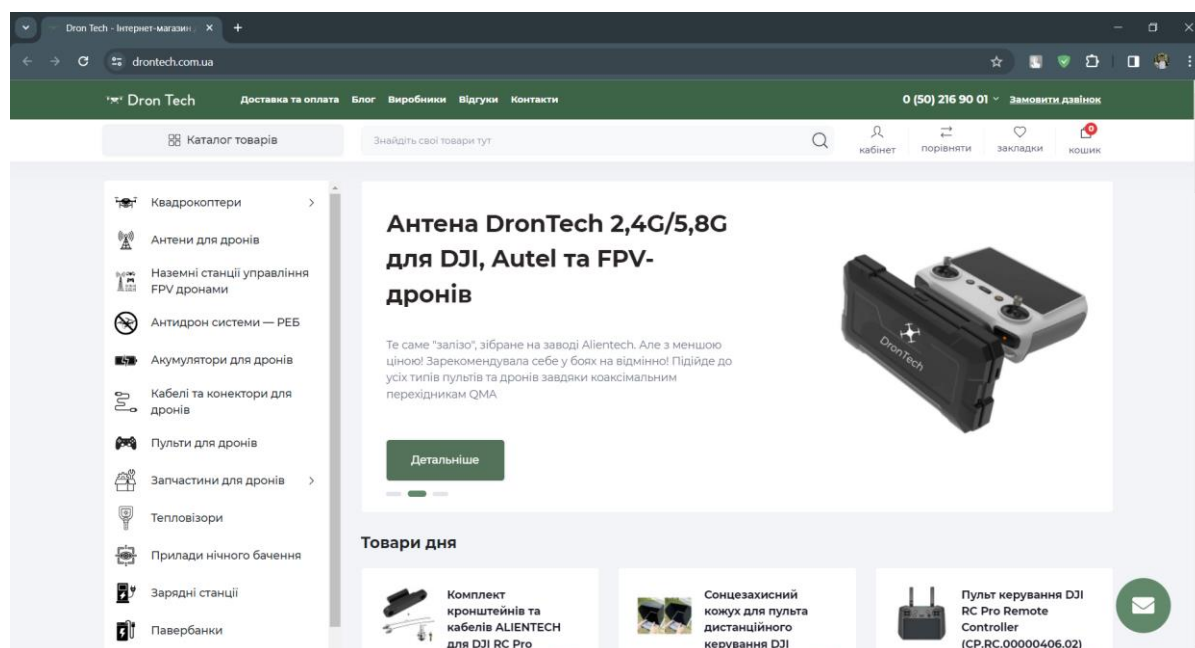 Dron Tech - Інтернет-магазин
drontech.com.ua
Dron Tech Доставка та оплата Блог Виробники Відгуки Контакти 0 (50) 216 90 01 Замовити дзвінок
Каталог товарів Знайдіть свої товари тут кабінет порівняти закладки 0 кошик
Квадрокоптери
Антени для дронів
Наземні станції управління
FPV дронами
Антидрон системи — РЕБ
Акумулятори для дронів
Кабелі та конектори для
дронів
Пульти для дронів
Запчастини для дронів
Тепловізори
Прилади нічного бачення
Зарядні станції
Павербанки
Антена DronTech 2,4G/5,8G
для DJI, Autel та FPV-
дронів
Те саме "залізо", зібране на заводі Alientech. Але з меншою
ціною! Зарекомендувала себе у боях на відмінно! Підійде до
усіх типів пультів та дронів завдяки коаксімальним
перехідникам QMA
Детальніше
DronTech
Товари дня
Комплект
кронштейнів та
кабелів ALIENTECH
для DJI RC Pro
Сонцезахисний
кожух для пульта
дистанційного
керування DJI
Пульт керування DJI
RC Pro Remote
Controller
(CP.RC.00000406.02)